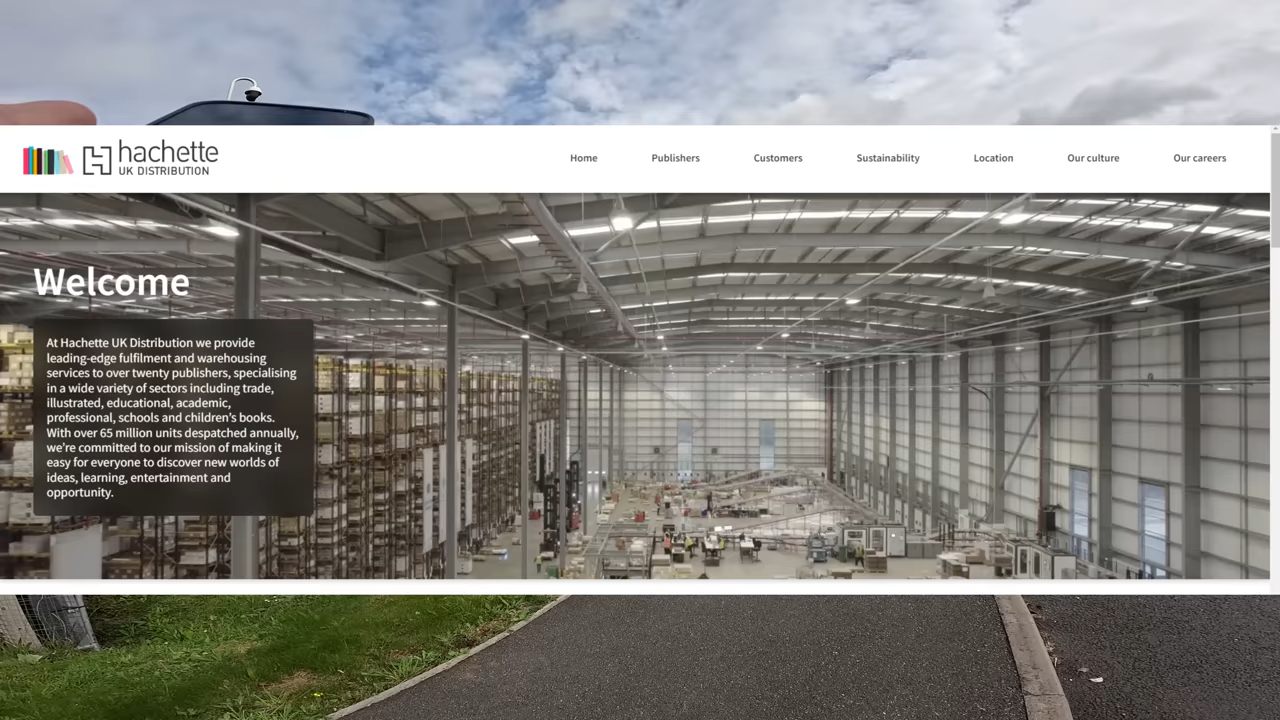 hachette
UK DISTRIBUTION
Home
Publishers
Customers
Sustainability
Location
Our culture
Our careers
Welcome
At Hachette UK Distribution we provide
leading-edge fulfilment and warehousing
services to over twenty publishers, specialising
in a wide variety of sectors including trade,
illustrated, educational, academic,
professional, schools and children's books.
With over 65 million units despatched annually,
we're committed to our mission of making it
easy for everyone to discover new worlds of
ideas, learning, entertainment and
opportunity.